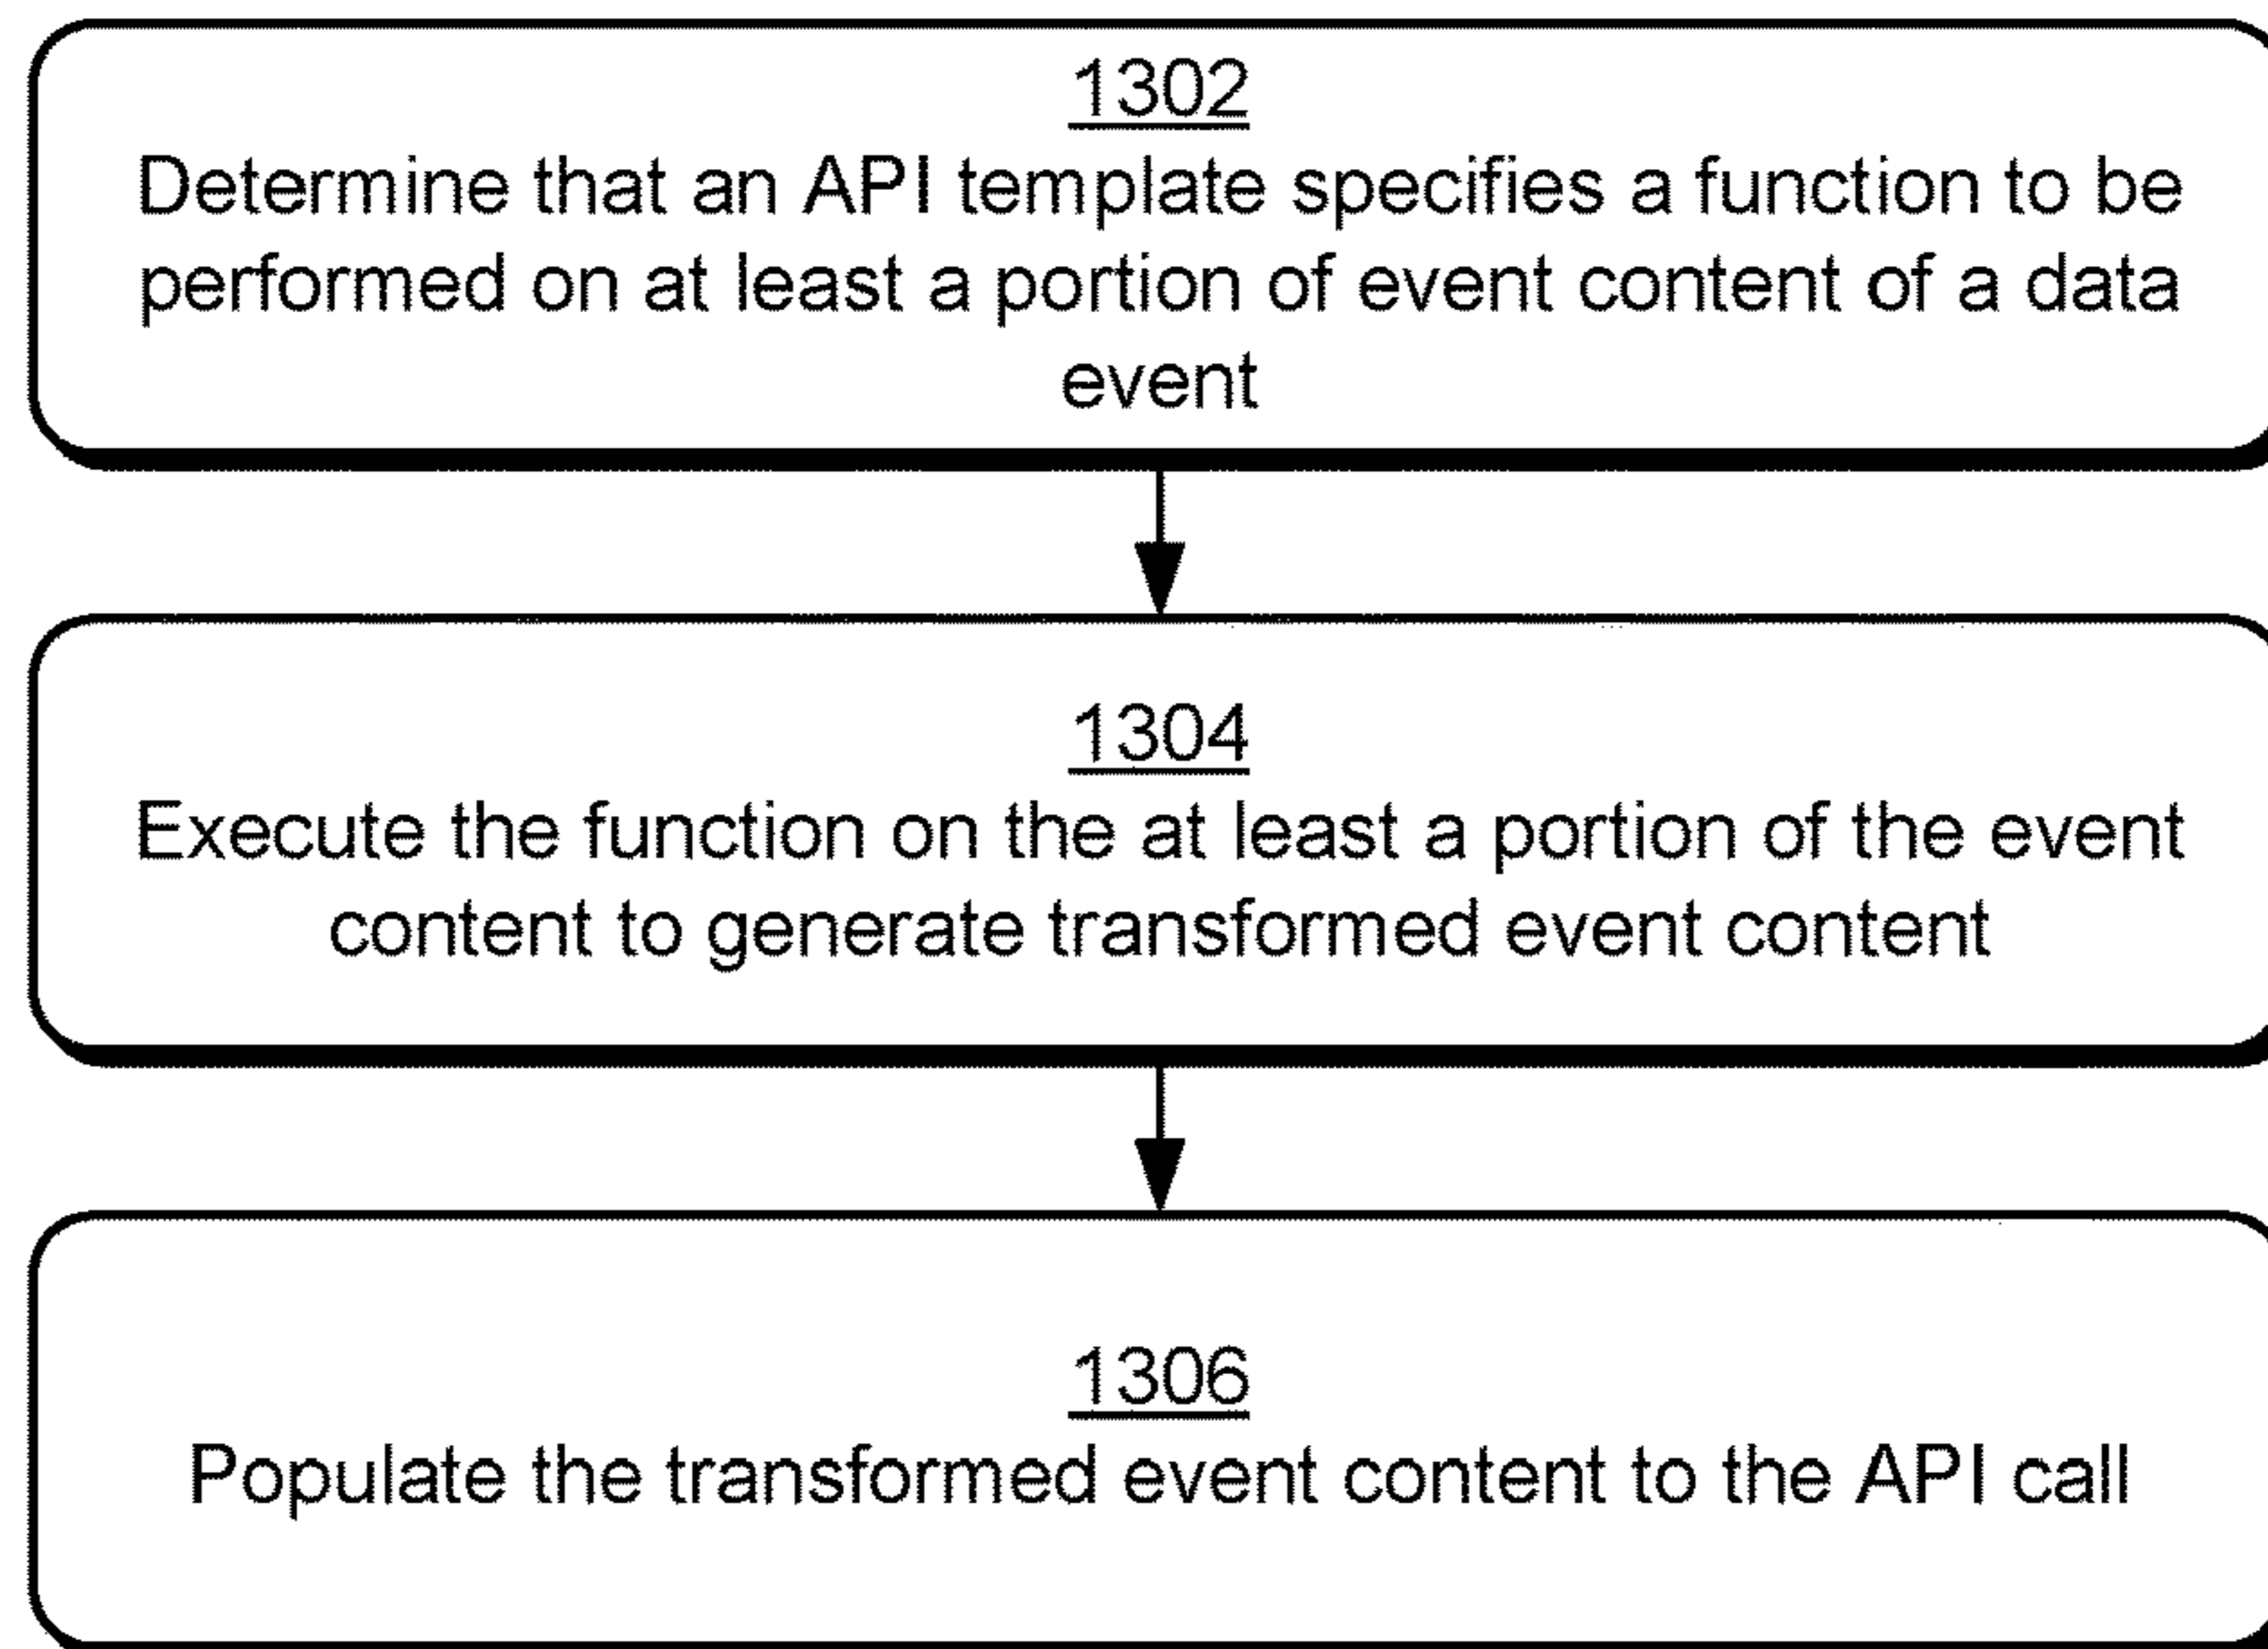 1302
Determine that an API template specifies a function to be
performed on at least a portion of event content of a data
event
1304
Execute the function on the at least a portion of the event
content to generate transformed event content
1306
Populate the transformed event content to the API call